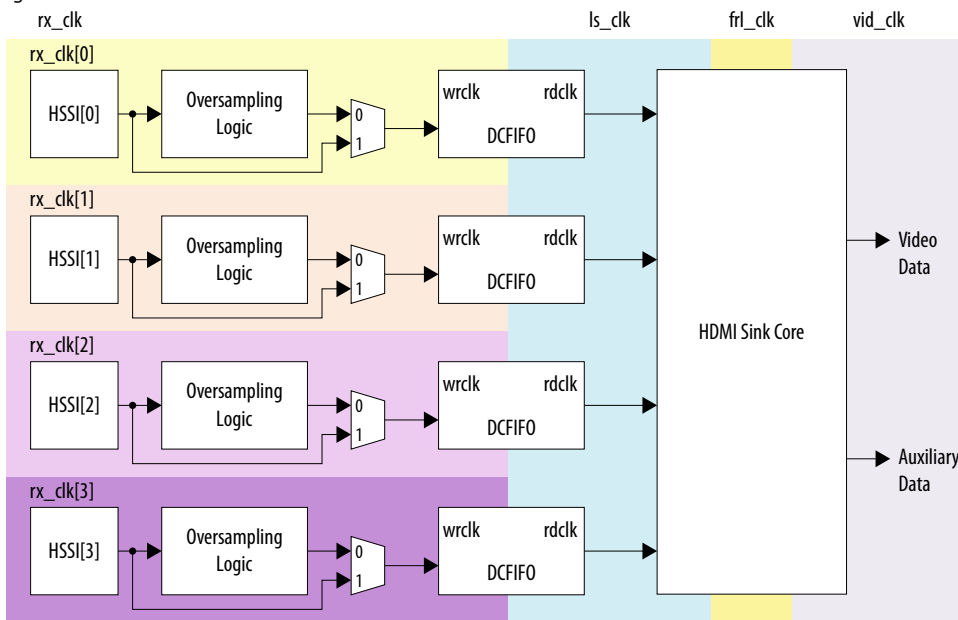 rx_clk
ls_clk
frl_clk
vid_clk
rx_clk[0]
HSSI[0]
Oversampling
Logic
0
1
wrclk
rdclk
DCFIFO
rx_clk[1]
HSSI[1]
Oversampling
Logic
0
1
wrclk
rdclk
DCFIFO
Video
Data
HDMI Sink Core
rx_clk[2]
HSSI[2]
Oversampling
Logic
0
1
wrclk
rdclk
DCFIFO
Auxiliary
Data
rx_clk[3]
HSSI[3]
Oversampling
Logic
0
1
wrclk
rdclk
DCFIFO